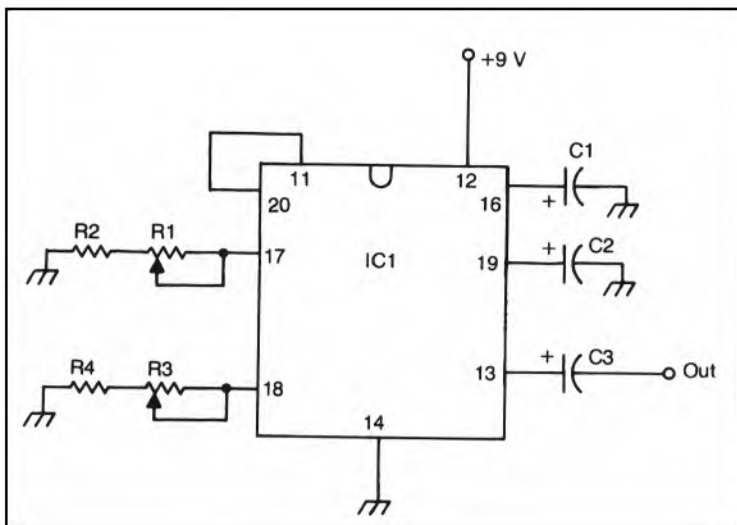 +9 V
C1
11
12
20
16
R2
R1
+
17
IC1
19
C2
+
R4
R3
18
13
C3
+
Out
14